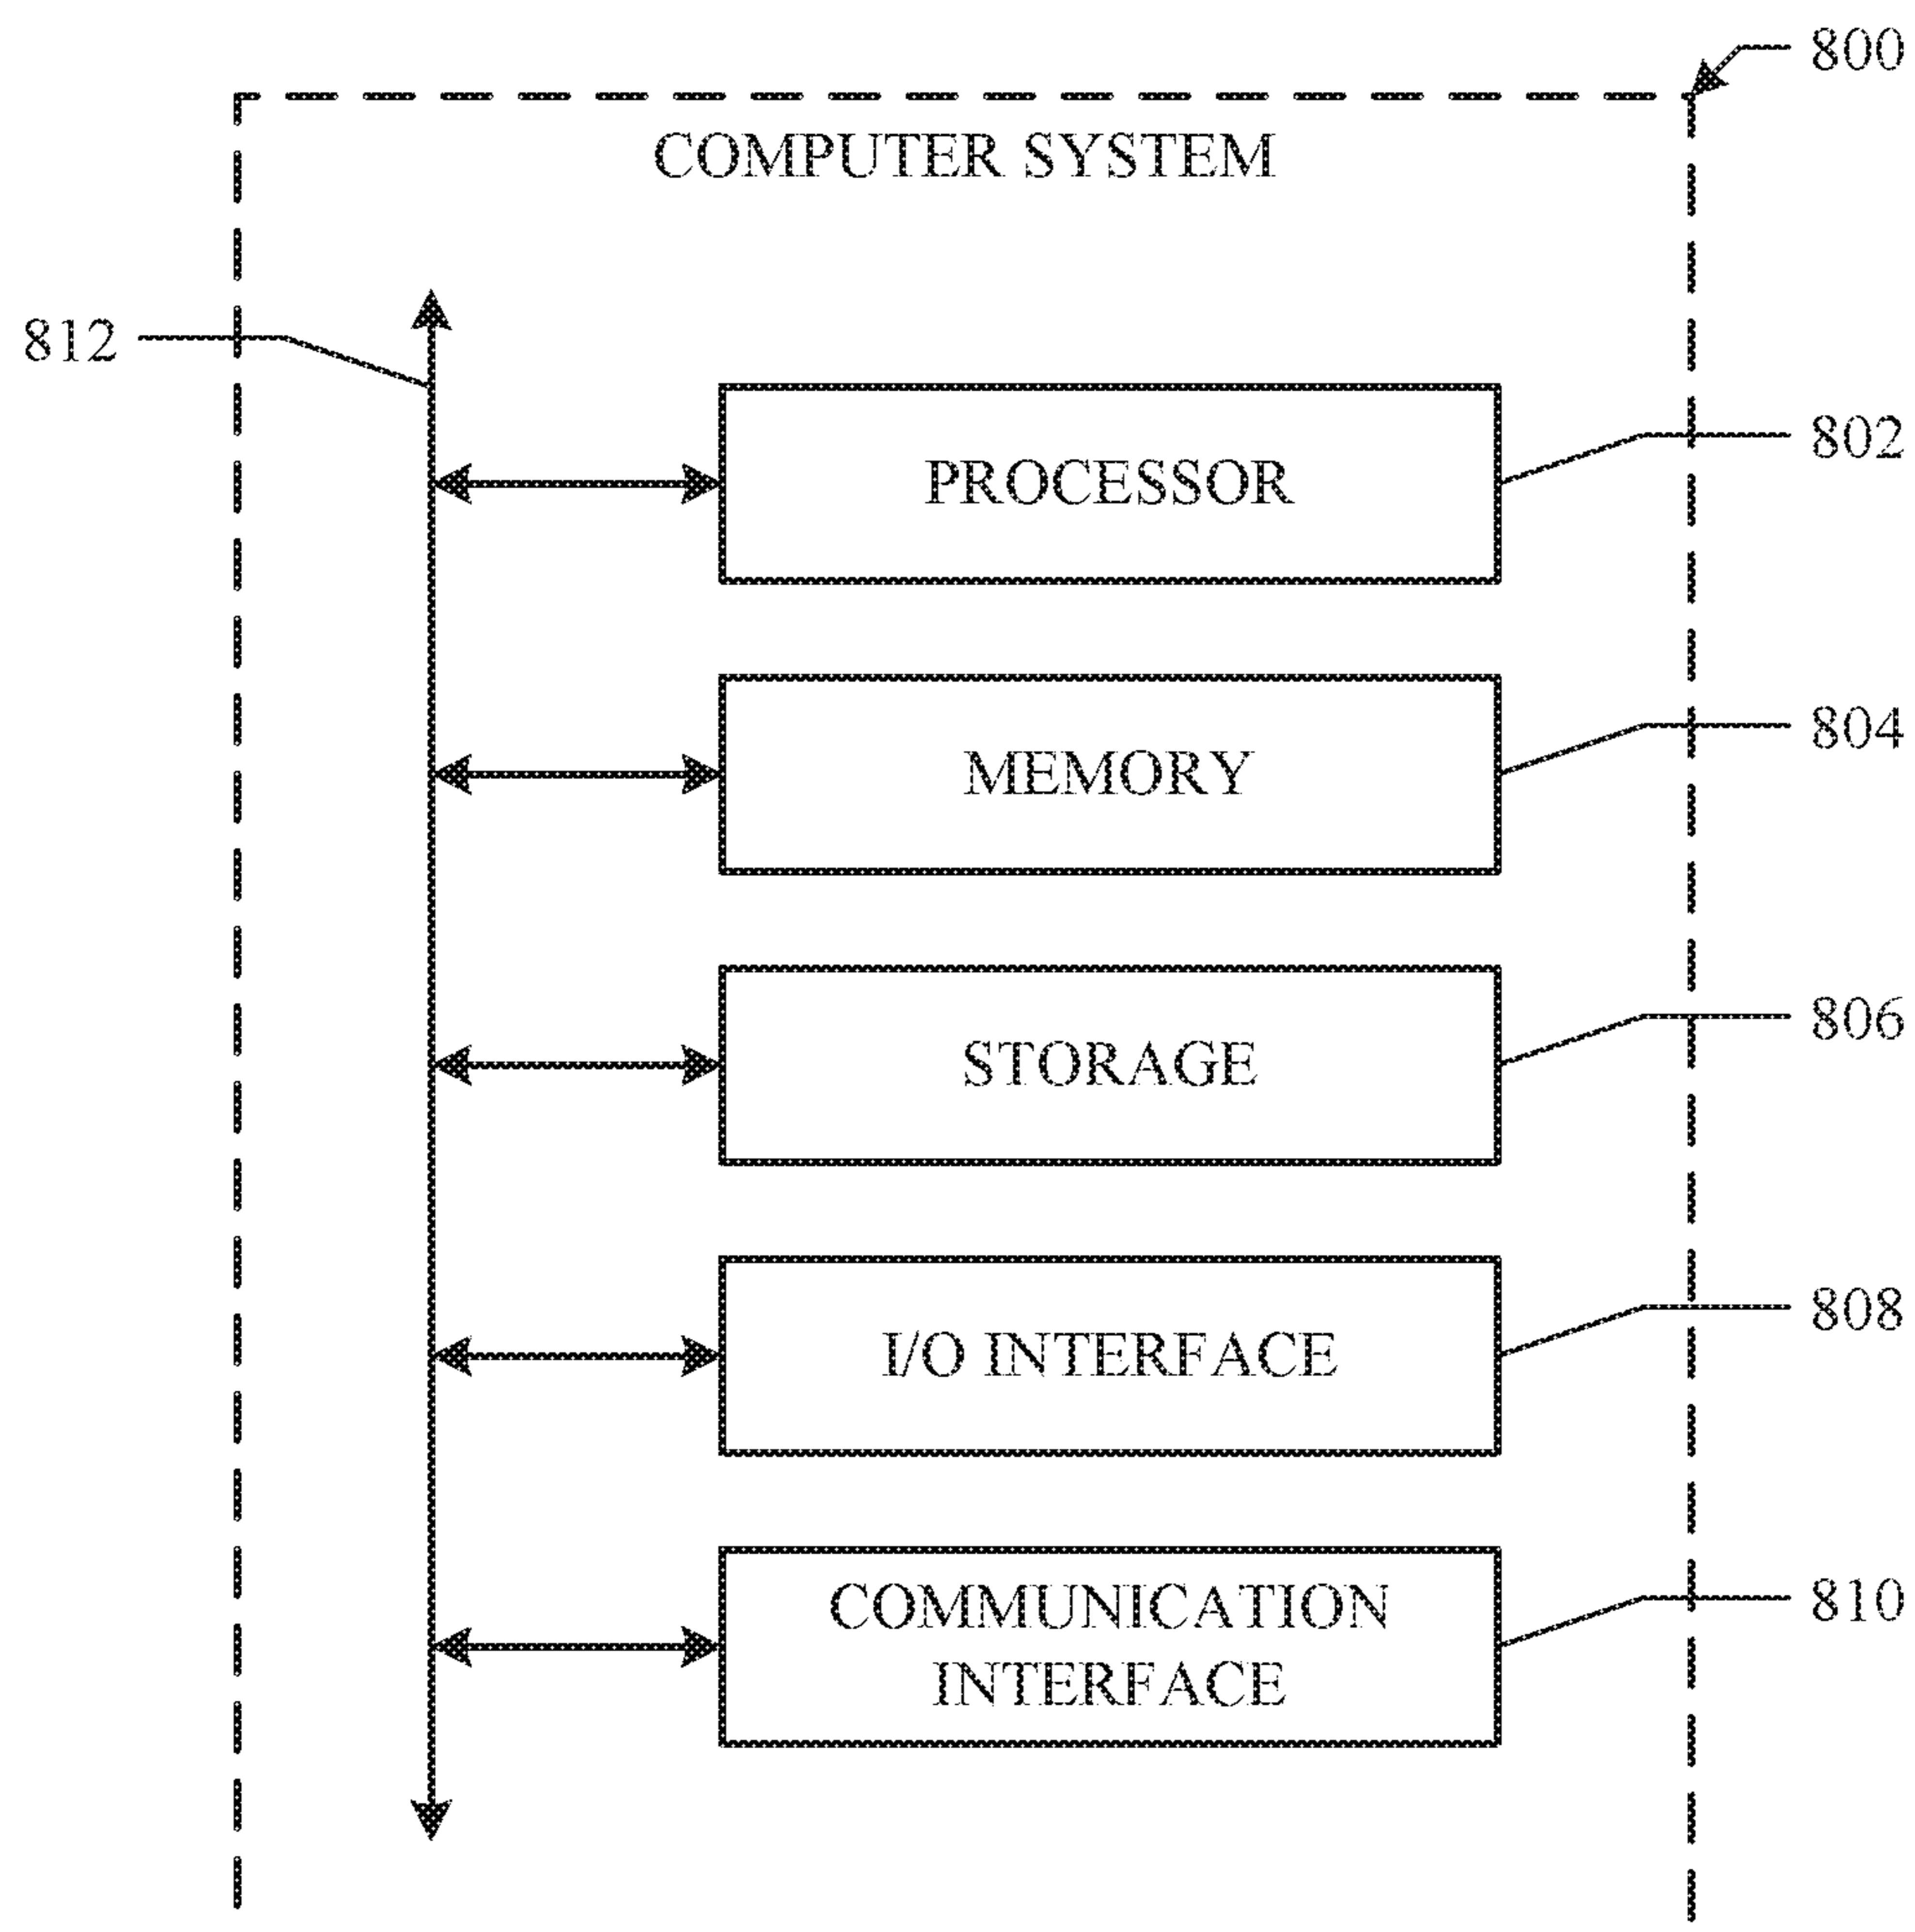 800
COMPUTER SYSTEM
812
802
PROCESSOR
804
MEMORY
806
STORAGE
808
I/O INTERFACE
810
COMMUNICATION
INTERFACE